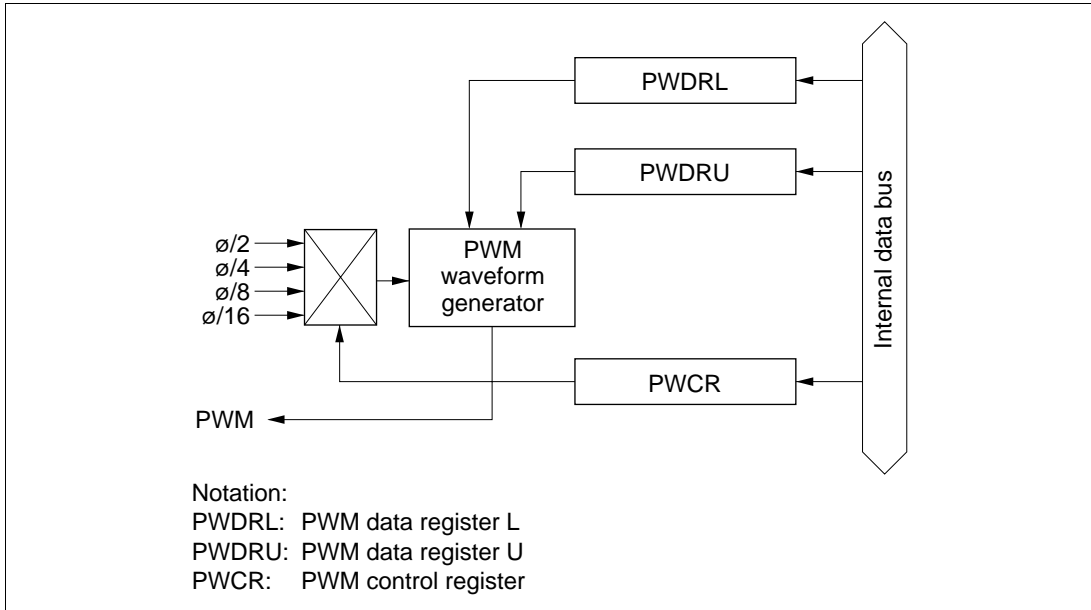 PWDRL
PWDRU
ø/2
ø/4
ø/8
ø/16
PWM
waveform
generator
PWCR
PWM
Internal data bus
Notation:
PWDRL: PWM data register L
PWDRU: PWM data register U
PWCR: PWM control register